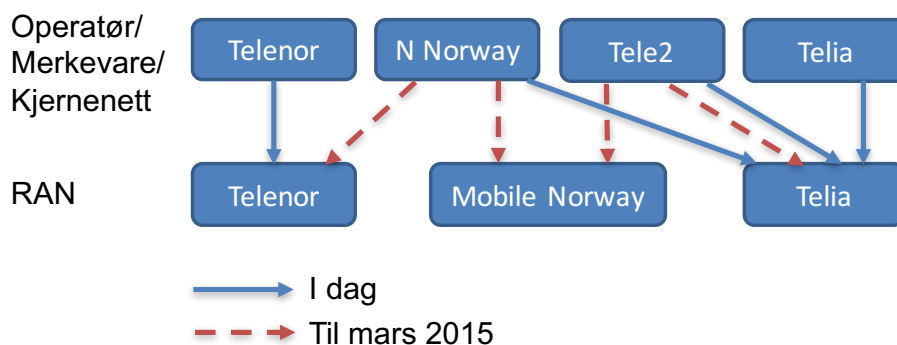 Operatør/
Merkevare/
Kjernenett
Telenor
N Norway
Tele2
Telia
RAN
Telenor
Mobile Norway
Telia
I dag
Til mars 2015